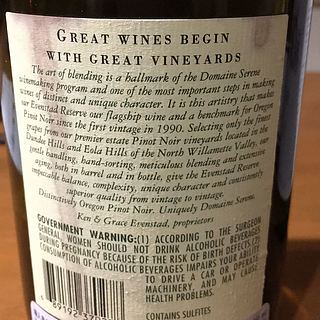 GREAT WINES BEGIN
WITH GREAT VINEYARDS
The art of blending is a hallmark of the Domaine Serene
winemaking program and one of the most important steps in making
wines of distinct and unique character. It is this artistry that makes
our Evenstad Reserve our flagship wine and a benchmark for Oregon
Pinot Noir since the first vintage in 1990. Selecting only the finest
grapes from our premier estate Pinot Noir vineyards located in the
Dundee Hills and Eola Hills of the North Willamette Valley, our
gentle handling, hand-sorting, meticulous blending and extensive
aging, both in barrel and in bottle, give the Evenstad Reserve
impeccable balance, complexity, unique character and consistently
superior quality from vintage to vintage.
Distinctively Oregon Pinot Noir. Uniquely Domaine Serene.
Ken & Grace Evenstad, proprietors
GOVERNMENT WARNING:(1) ACCORDING TO THE SURGEON
GENERAL, WOMEN SHOULD NOT DRINK ALCOHOLIC BEVERAGES
DURING PREGNANCY BECAUSE OF THE RISK OF BIRTH DEFECTS.(2)
CONSUMPTION OF ALCOHOLIC BEVERAGES IMPAIRS YOUR ABILITY
TO DRIVE A CAR OR OPERATE
MACHINERY, AND MAY CAUSE
HEALTH PROBLEMS.
CONTAINS SULFITES